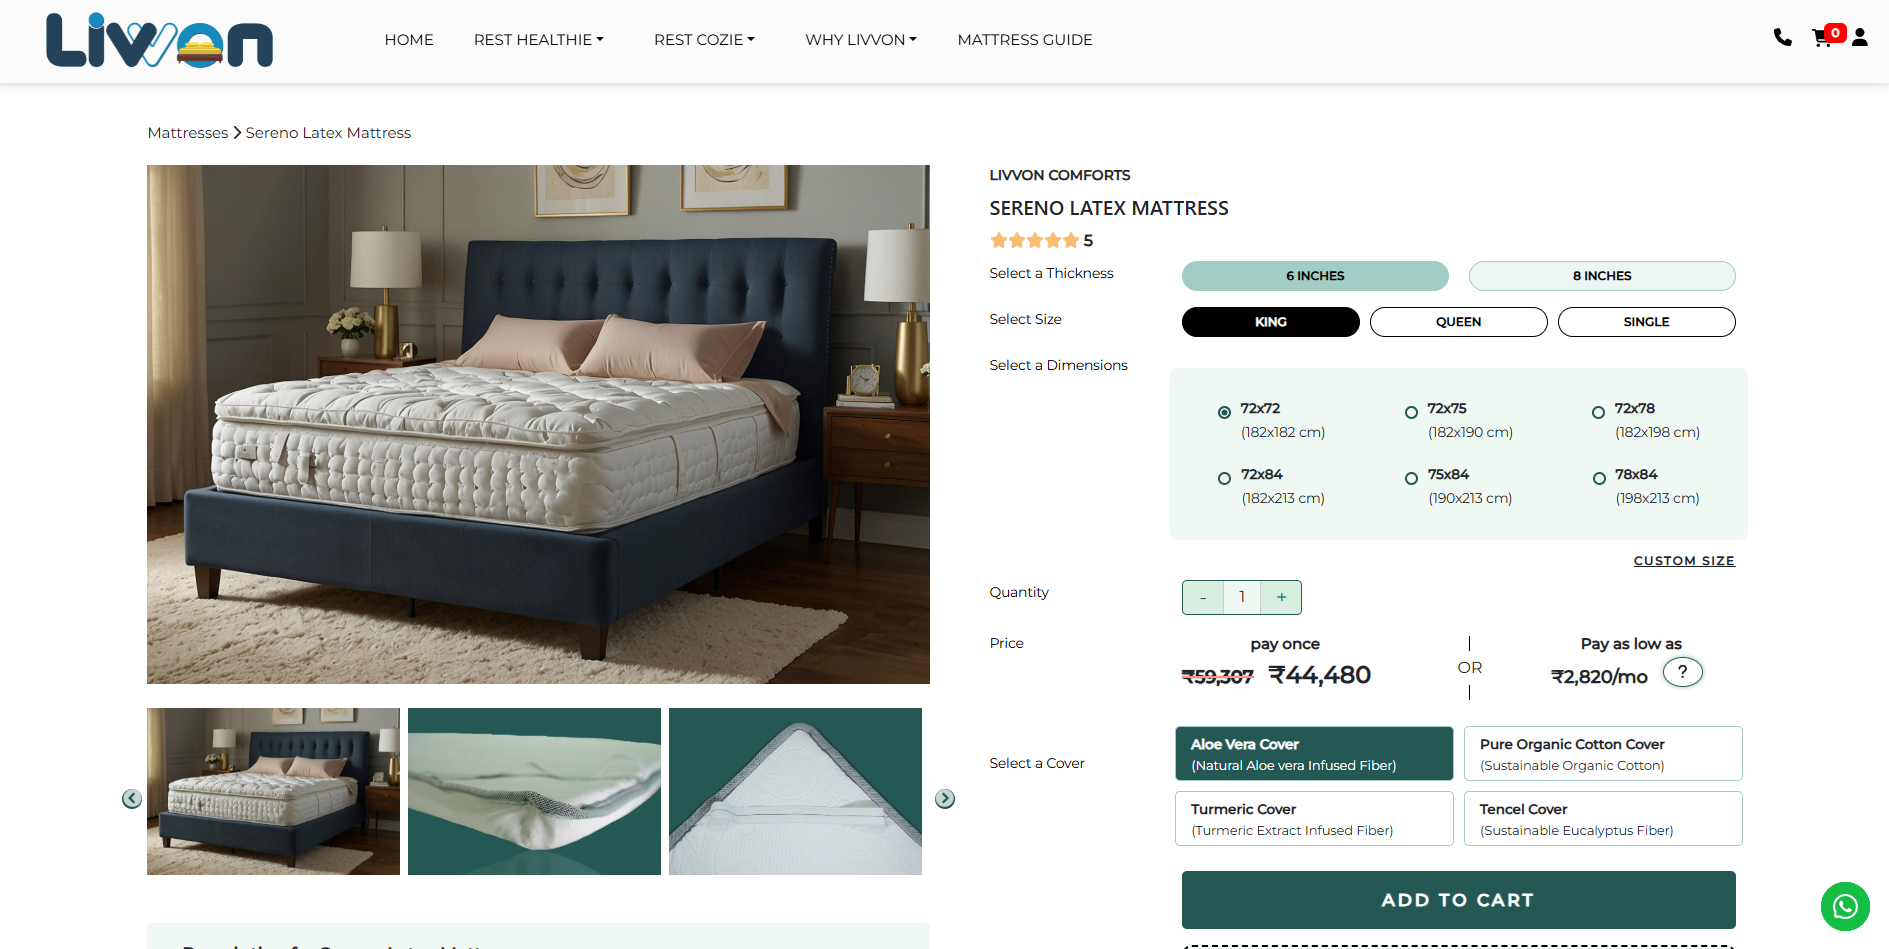 Livvon
HOME
REST HEALTHIE
REST COZIE
WHY LIVVON
MATTRESS GUIDE
0
Mattresses
Sereno Latex Mattress
LIVVON COMFORTS
SERENO LATEX MATTRESS
5
Select a Thickness
6 INCHES
8 INCHES
Select Size
KING
QUEEN
SINGLE
Select a Dimensions
72x72
(182x182 cm)
72x75
(182x190 cm)
72x78
(182x198 cm)
72x84
(182x213 cm)
75x84
(190x213 cm)
78x84
(198x213 cm)
CUSTOM SIZE
Quantity
- 1 +
Price
pay once
₹59,307 ₹44,480
OR
Pay as low as
₹2,820/mo ?
Select a Cover
Aloe Vera Cover
(Natural Aloe vera Infused Fiber)
Pure Organic Cotton Cover
(Sustainable Organic Cotton)
Turmeric Cover
(Turmeric Extract Infused Fiber)
Tencel Cover
(Sustainable Eucalyptus Fiber)
ADD TO CART